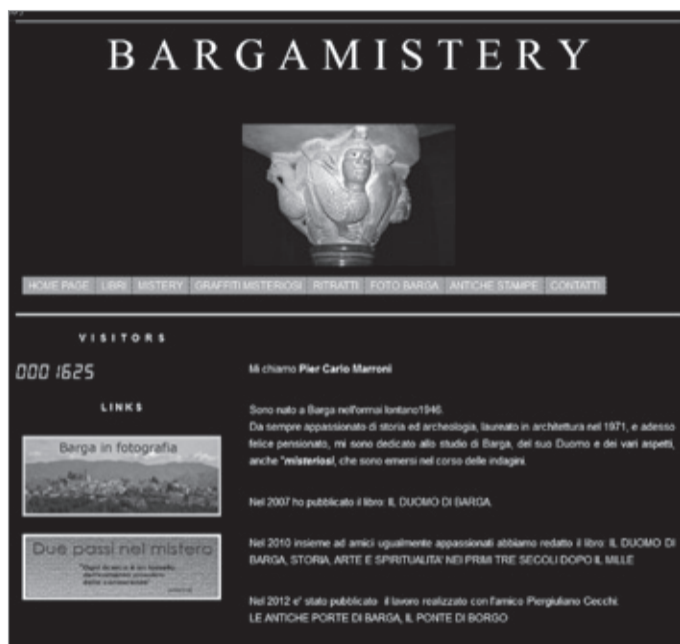 BARGAMISTERY
HOME PAGE LIBRI MISTERY GRAFFITI MISTERIOSI RITRATTI FOTO BARGA ANTICHE STAMPE CONTATTI
VISITORS
0001625
LINKS
Barga in fotografia
Due passi nel mistero
"Ogni
Mi chiamo Pier Carlo Marroni
Sono nato a Barga nell'ormai lontano1946.
Da sempre appassionato di storia ed archeologia, laureato in architettura nel 1971, e adesso
felice pensionato, mi sono dedicato allo studio di Barga, del suo Duomo e dei vari aspetti,
anche "misteriosi, che sono emersi nel corso delle indagini.
Nel 2007 ho pubblicato il libro: IL DUOMO DI BARGA.
Nel 2010 insieme ad amici ugualmente appassionati abbiamo redatto il libro: IL DUOMO DI
BARGA, STORIA, ARTE E SPIRITUALITA' NEI PRIMI TRE SECOLI DOPO IL MILLE
Nel 2012 e' stato pubblicato il lavoro realizzato con l'amico Piergiuliano Cecchi:
LE ANTICHE PORTE DI BARGA, IL PONTE DI BORGO